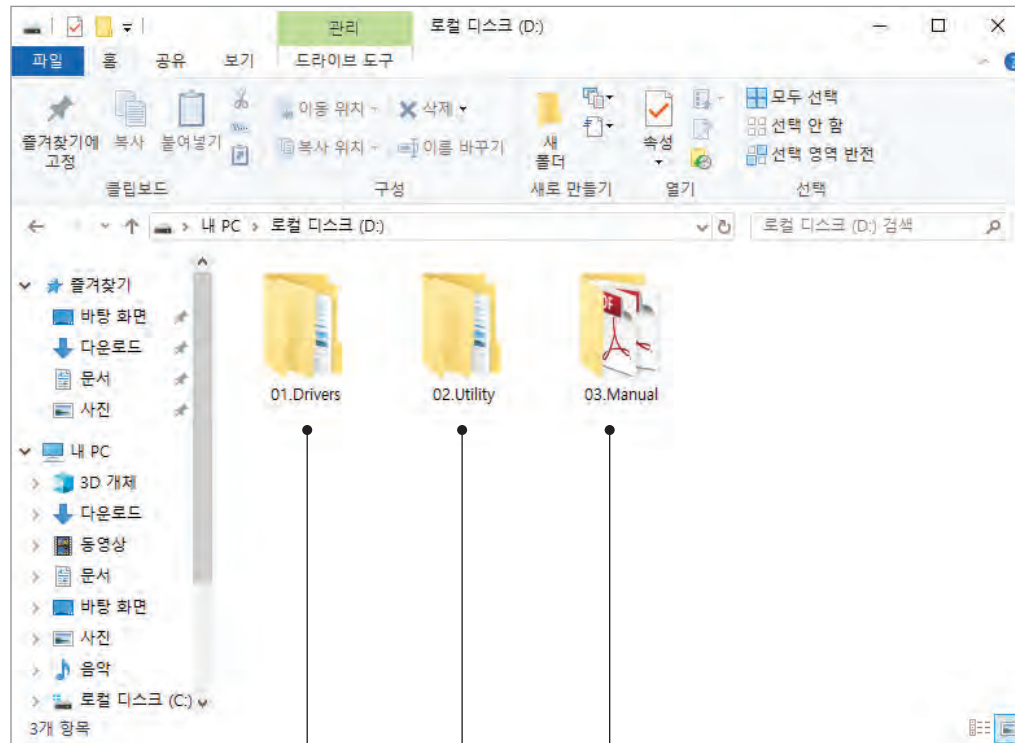 관리
로컬 디스크 (D:)
파일 홈 공유 보기 드라이브 도구
즐겨찾기에 고정
복사
붙여넣기
이동 위치
삭제
복사 위치
이름 바꾸기
새 폴더
속성
모두 선택
선택 안 함
선택 영역 반전
클립보드 구성 새로 만들기 열기 선택
내 PC 로컬 디스크 (D:)
로컬 디스크 (D:) 검색
즐겨찾기
바탕 화면
다운로드
문서
사진
내 PC
3D 개체
다운로드
동영상
문서
바탕 화면
사진
음악
로컬 디스크 (C:)
01.Drivers 02.Utility 03.Manual
3개 항목